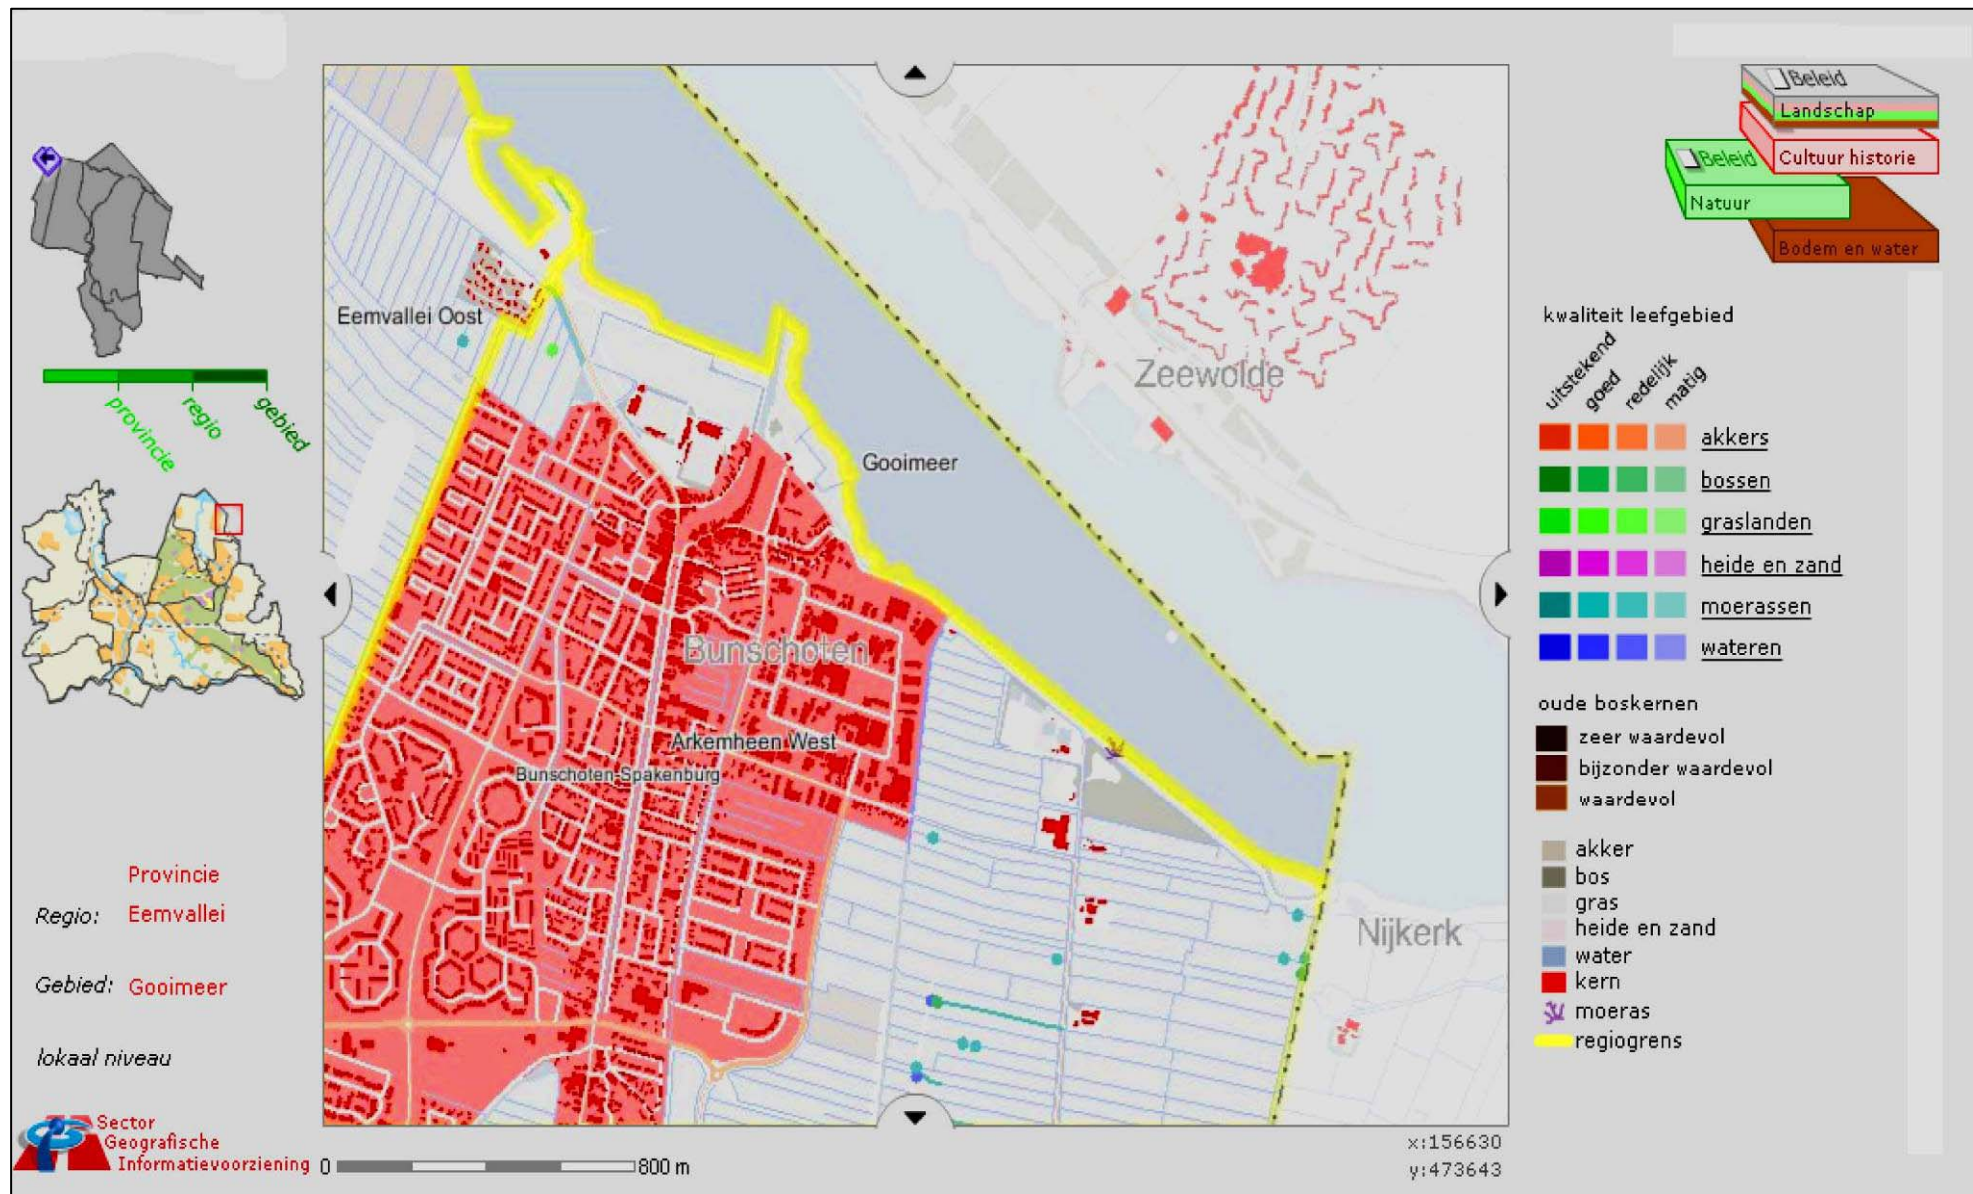 provincie
regio
gebied
Provincie
Regio: Eemvallei
Gebied: Gooimeer
lokaal niveau
Sector
Geografische
Informatievoorziening
Eemvallei Oost
Zeewolde
Gooimeer
Bunschoten
Arkemheen West
Bunschoten-Spakenburg
Nijkerk
0 800 m
x:156630
y:473643
Beleid
Landschap
Cultuur historie
Beleid
Natuur
Bodem en water
kwaliteit leefgebied
uitstekend
goed
redelijk
matig
akkers
bossen
graslanden
heide en zand
moerassen
wateren
oude boskernen
zeer waardevol
bijzonder waardevol
waardevol
akker
bos
gras
heide en zand
water
kern
moeras
regiogrens